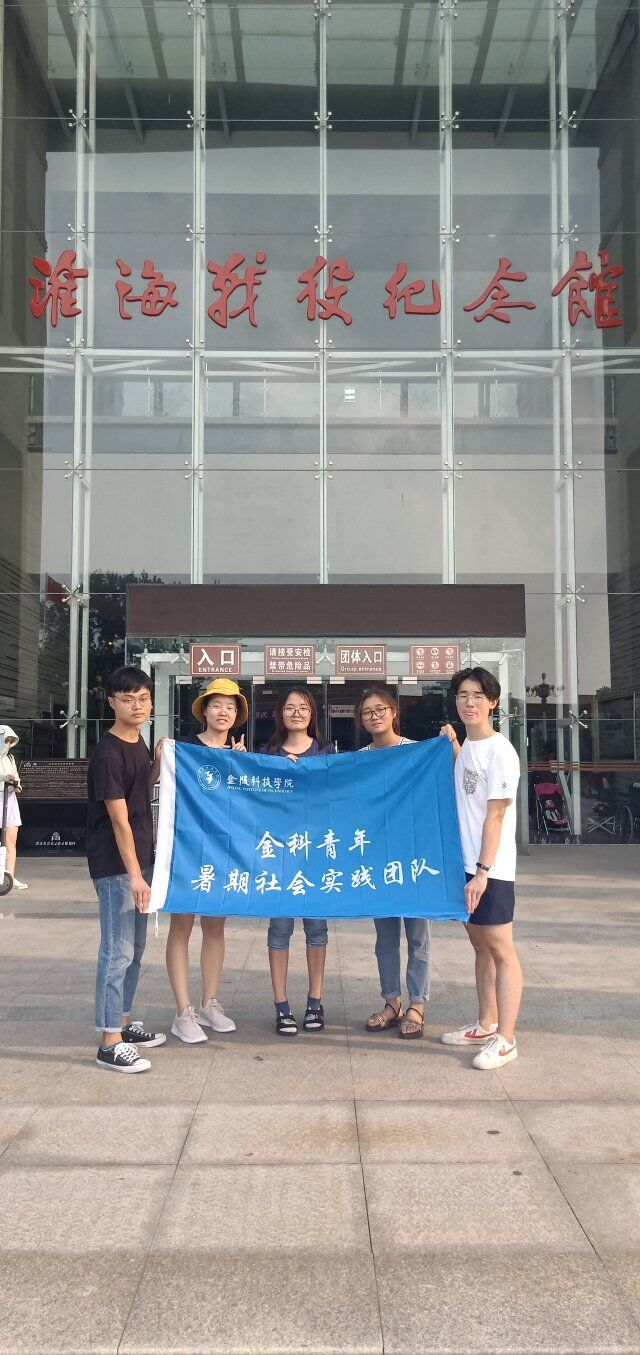 淮海战役纪念馆
入口
ENTRANCE
请接受安检
禁带危险品
团体入口
Group entrance
金陵科技学院
JINLING INSTITUTE OF TECHNOLOGY
金科青年
暑期社会实践团队